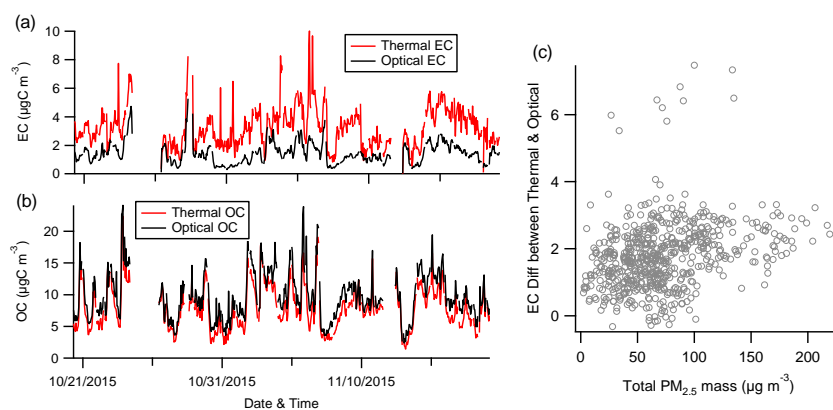 (a)
10
8
6
4
2
0
EC (µgC m-3)
Thermal EC
Optical EC
(b)
20
15
10
5
0
OC (µgC m-3)
Thermal OC
Optical OC
10/21/2015
10/31/2015
11/10/2015
Date & Time
(c)
6
4
2
0
EC Diff between Thermal & Optical
0
50
100
150
200
Total PM2.5 mass (µg m-3)